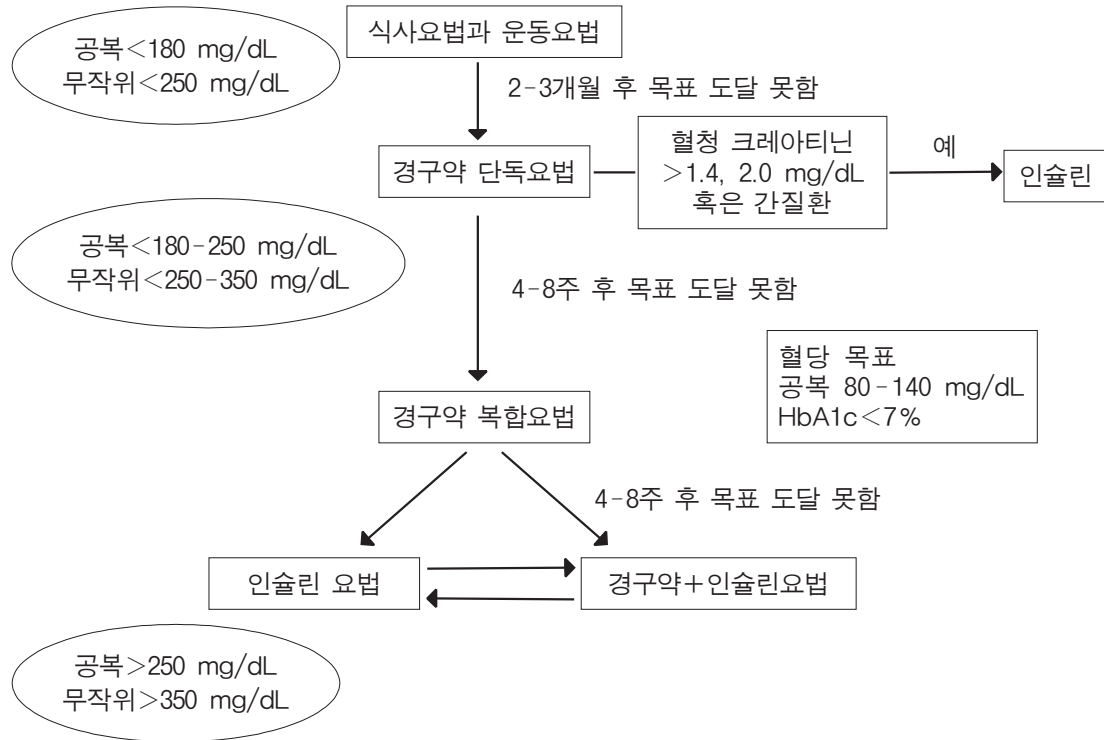 식사요법과 운동요법
공복<180 mg/dL
무작위<250 mg/dL
2-3개월 후 목표 도달 못함
경구약 단독요법
혈청 크레아티닌
>1.4, 2.0 mg/dL
혹은 간질환
예
인슐린
공복<180-250 mg/dL
무작위<250-350 mg/dL
4-8주 후 목표 도달 못함
혈당 목표
공복 80-140 mg/dL
HbA1c<7%
경구약 복합요법
4-8주 후 목표 도달 못함
인슐린 요법
경구약+인슐린요법
공복>250 mg/dL
무작위>350 mg/dL